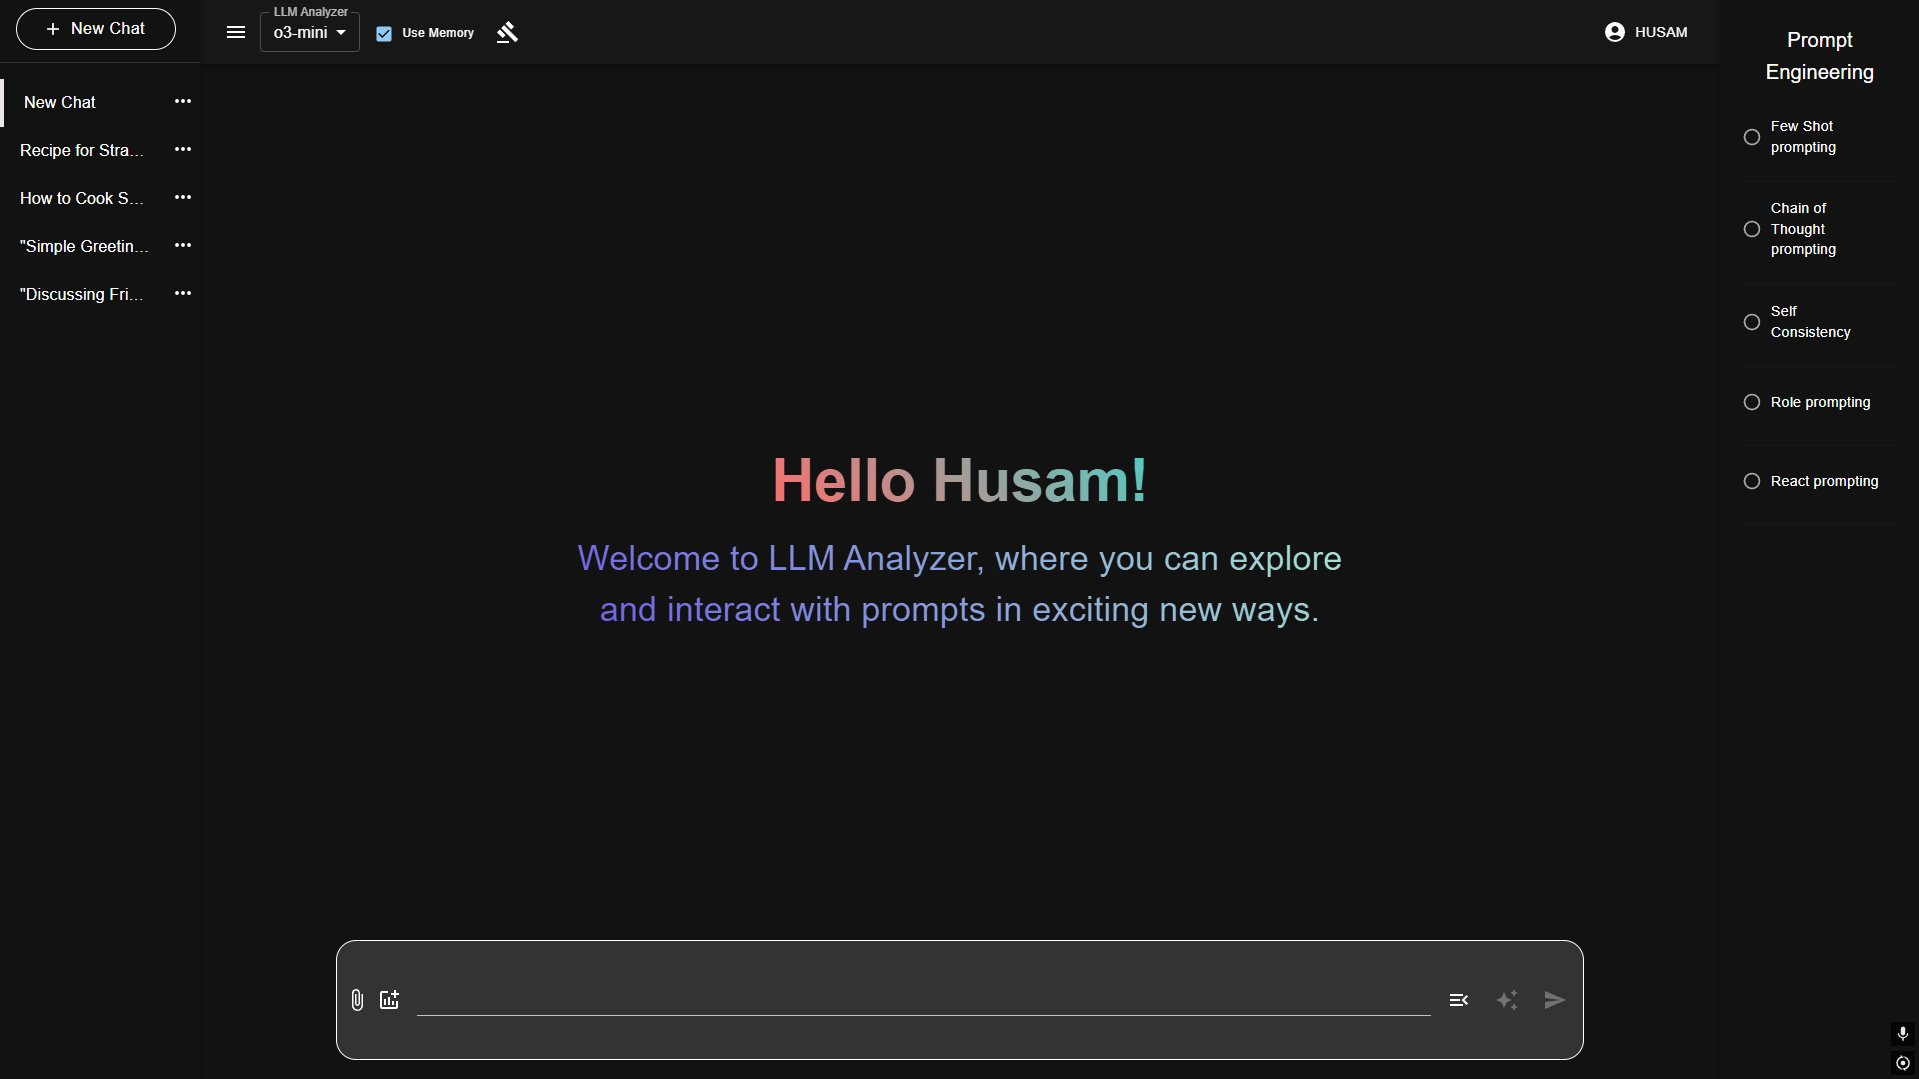 New Chat
New Chat
Recipe for Stra...
How to Cook S...
"Simple Greetin...
"Discussing Fri...
LLM Analyzer
o3-mini
Use Memory
HUSAM
Hello Husam!
Welcome to LLM Analyzer, where you can explore
and interact with prompts in exciting new ways.
Prompt
Engineering
Few Shot
prompting
Chain of
Thought
prompting
Self
Consistency
Role prompting
React prompting